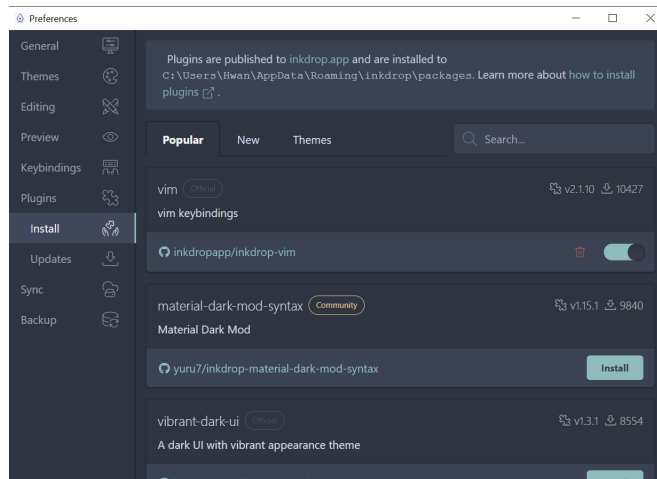 Preferences
General
Themes
Editing
Preview
Keybindings
Plugins
Install
Updates
Sync
Backup
Plugins are published to inkdrop.app and are installed to
C:\Users\Hwan\AppData\Roaming\inkdrop\packages. Learn more about how to install
plugins .
Popular New Themes Search...
vim Official v2.1.10 10427
vim keybindings
inkdropapp/inkdrop-vim
material-dark-mod-syntax Community v1.15.1 9840
Material Dark Mod
yuru7/inkdrop-material-dark-mod-syntax Install
vibrant-dark-ui Official v1.3.1 8554
A dark UI with vibrant appearance theme